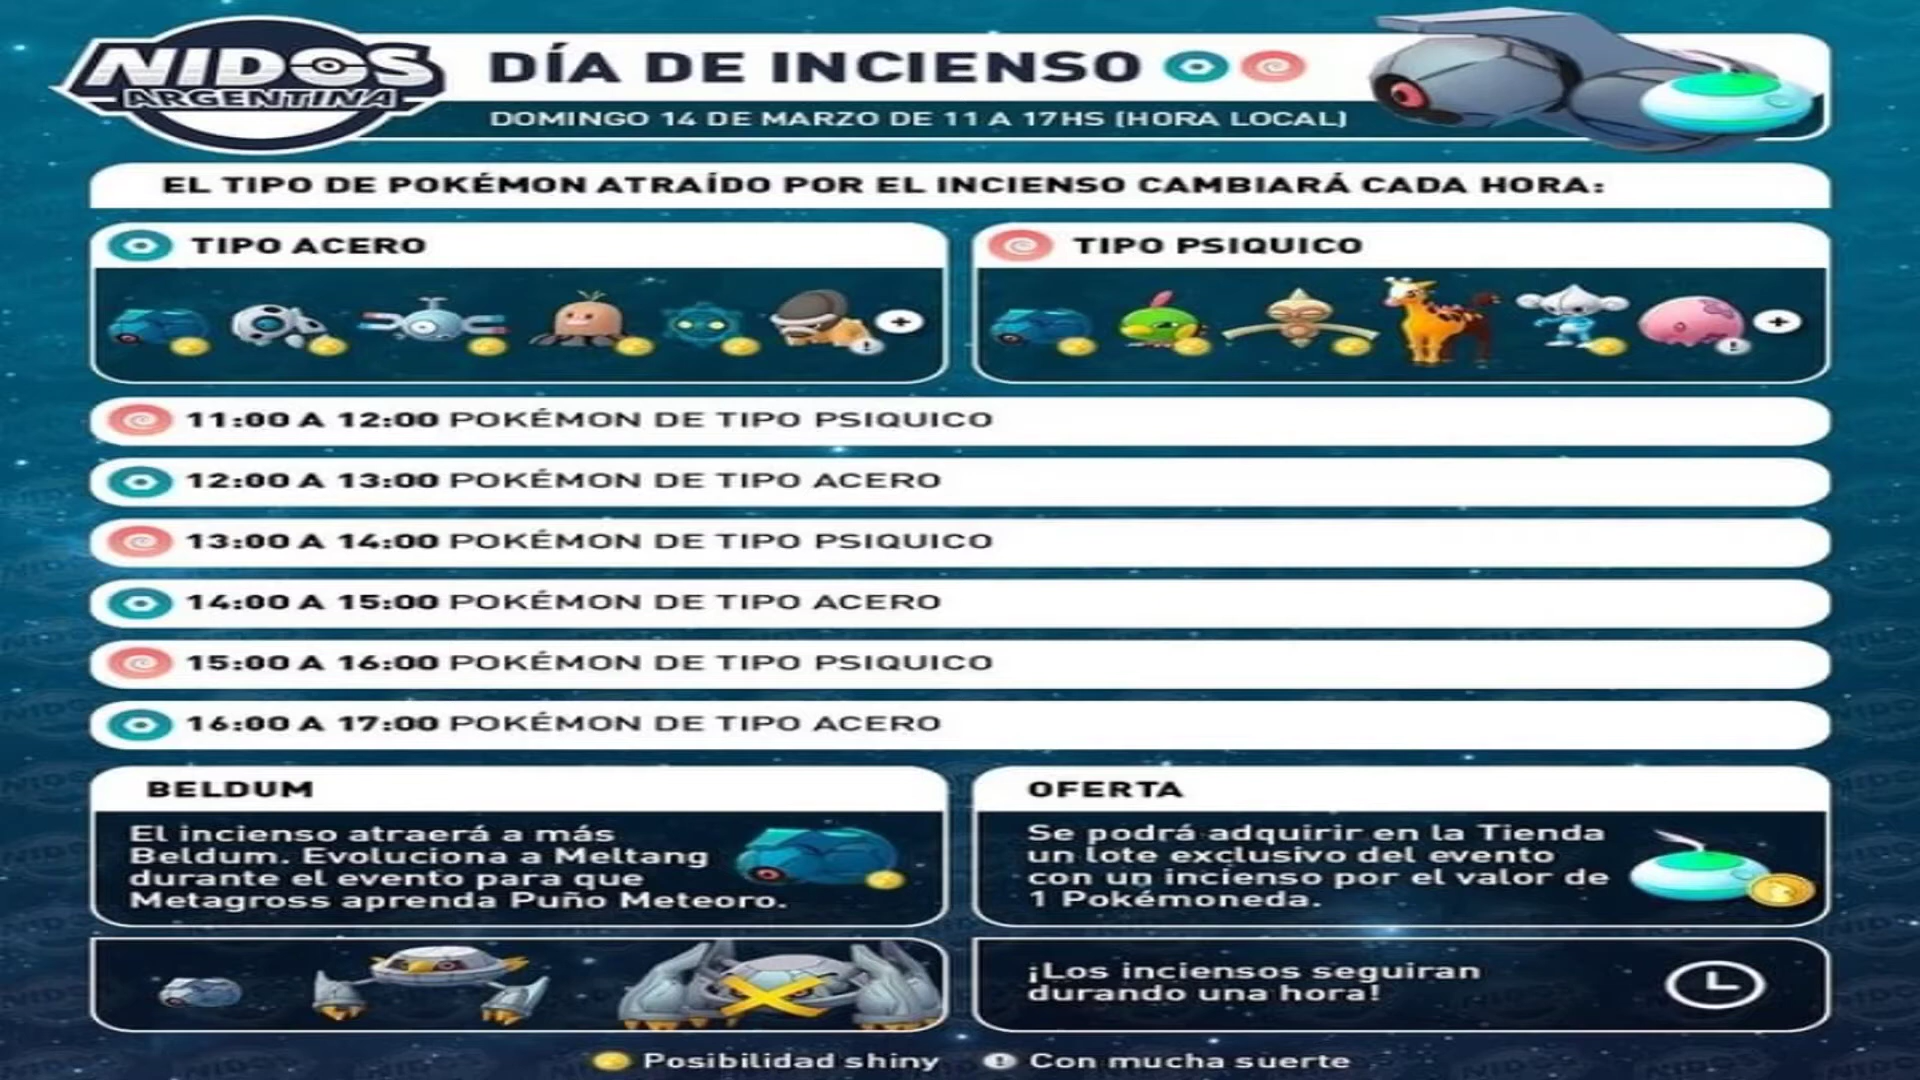 NIDOS
ARGENTINA
DÍA DE INCIENSO
DOMINGO 14 DE MARZO DE 11 A 17HS (HORA LOCAL)
EL TIPO DE POKÉMON ATRAÍDO POR EL INCIENSO CAMBIARÁ CADA HORA:
TIPO ACERO
TIPO PSIQUICO
11:00 A 12:00 POKÉMON DE TIPO PSIQUICO
12:00 A 13:00 POKÉMON DE TIPO ACERO
13:00 A 14:00 POKÉMON DE TIPO PSIQUICO
14:00 A 15:00 POKÉMON DE TIPO ACERO
15:00 A 16:00 POKÉMON DE TIPO PSIQUICO
16:00 A 17:00 POKÉMON DE TIPO ACERO
BELDUM
El incienso atraerá a más
Beldum. Evoluciona a Meltang
durante el evento para que
Metagross aprenda Puño Meteoro.
OFERTA
Se podrá adquirir en la Tienda
un lote exclusivo del evento
con un incienso por el valor de
1 Pokémoneda.
¡Los inciensos seguiran
durando una hora!
Posibilidad shiny
Con mucha suerte